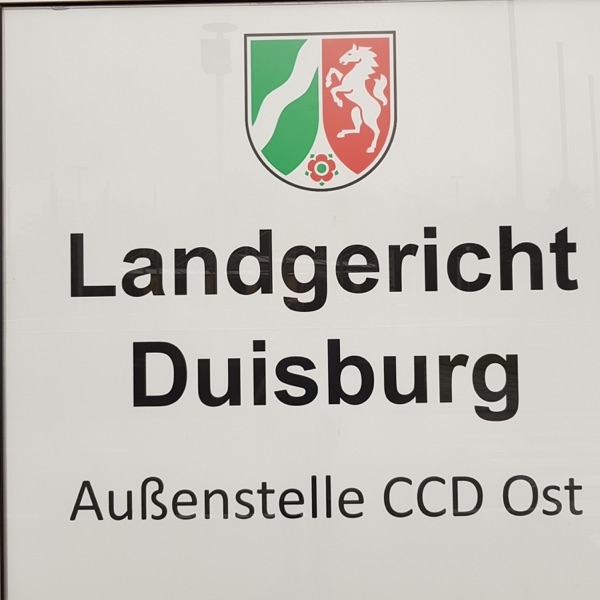 Landgericht
Duisburg
Außenstelle CCD Ost